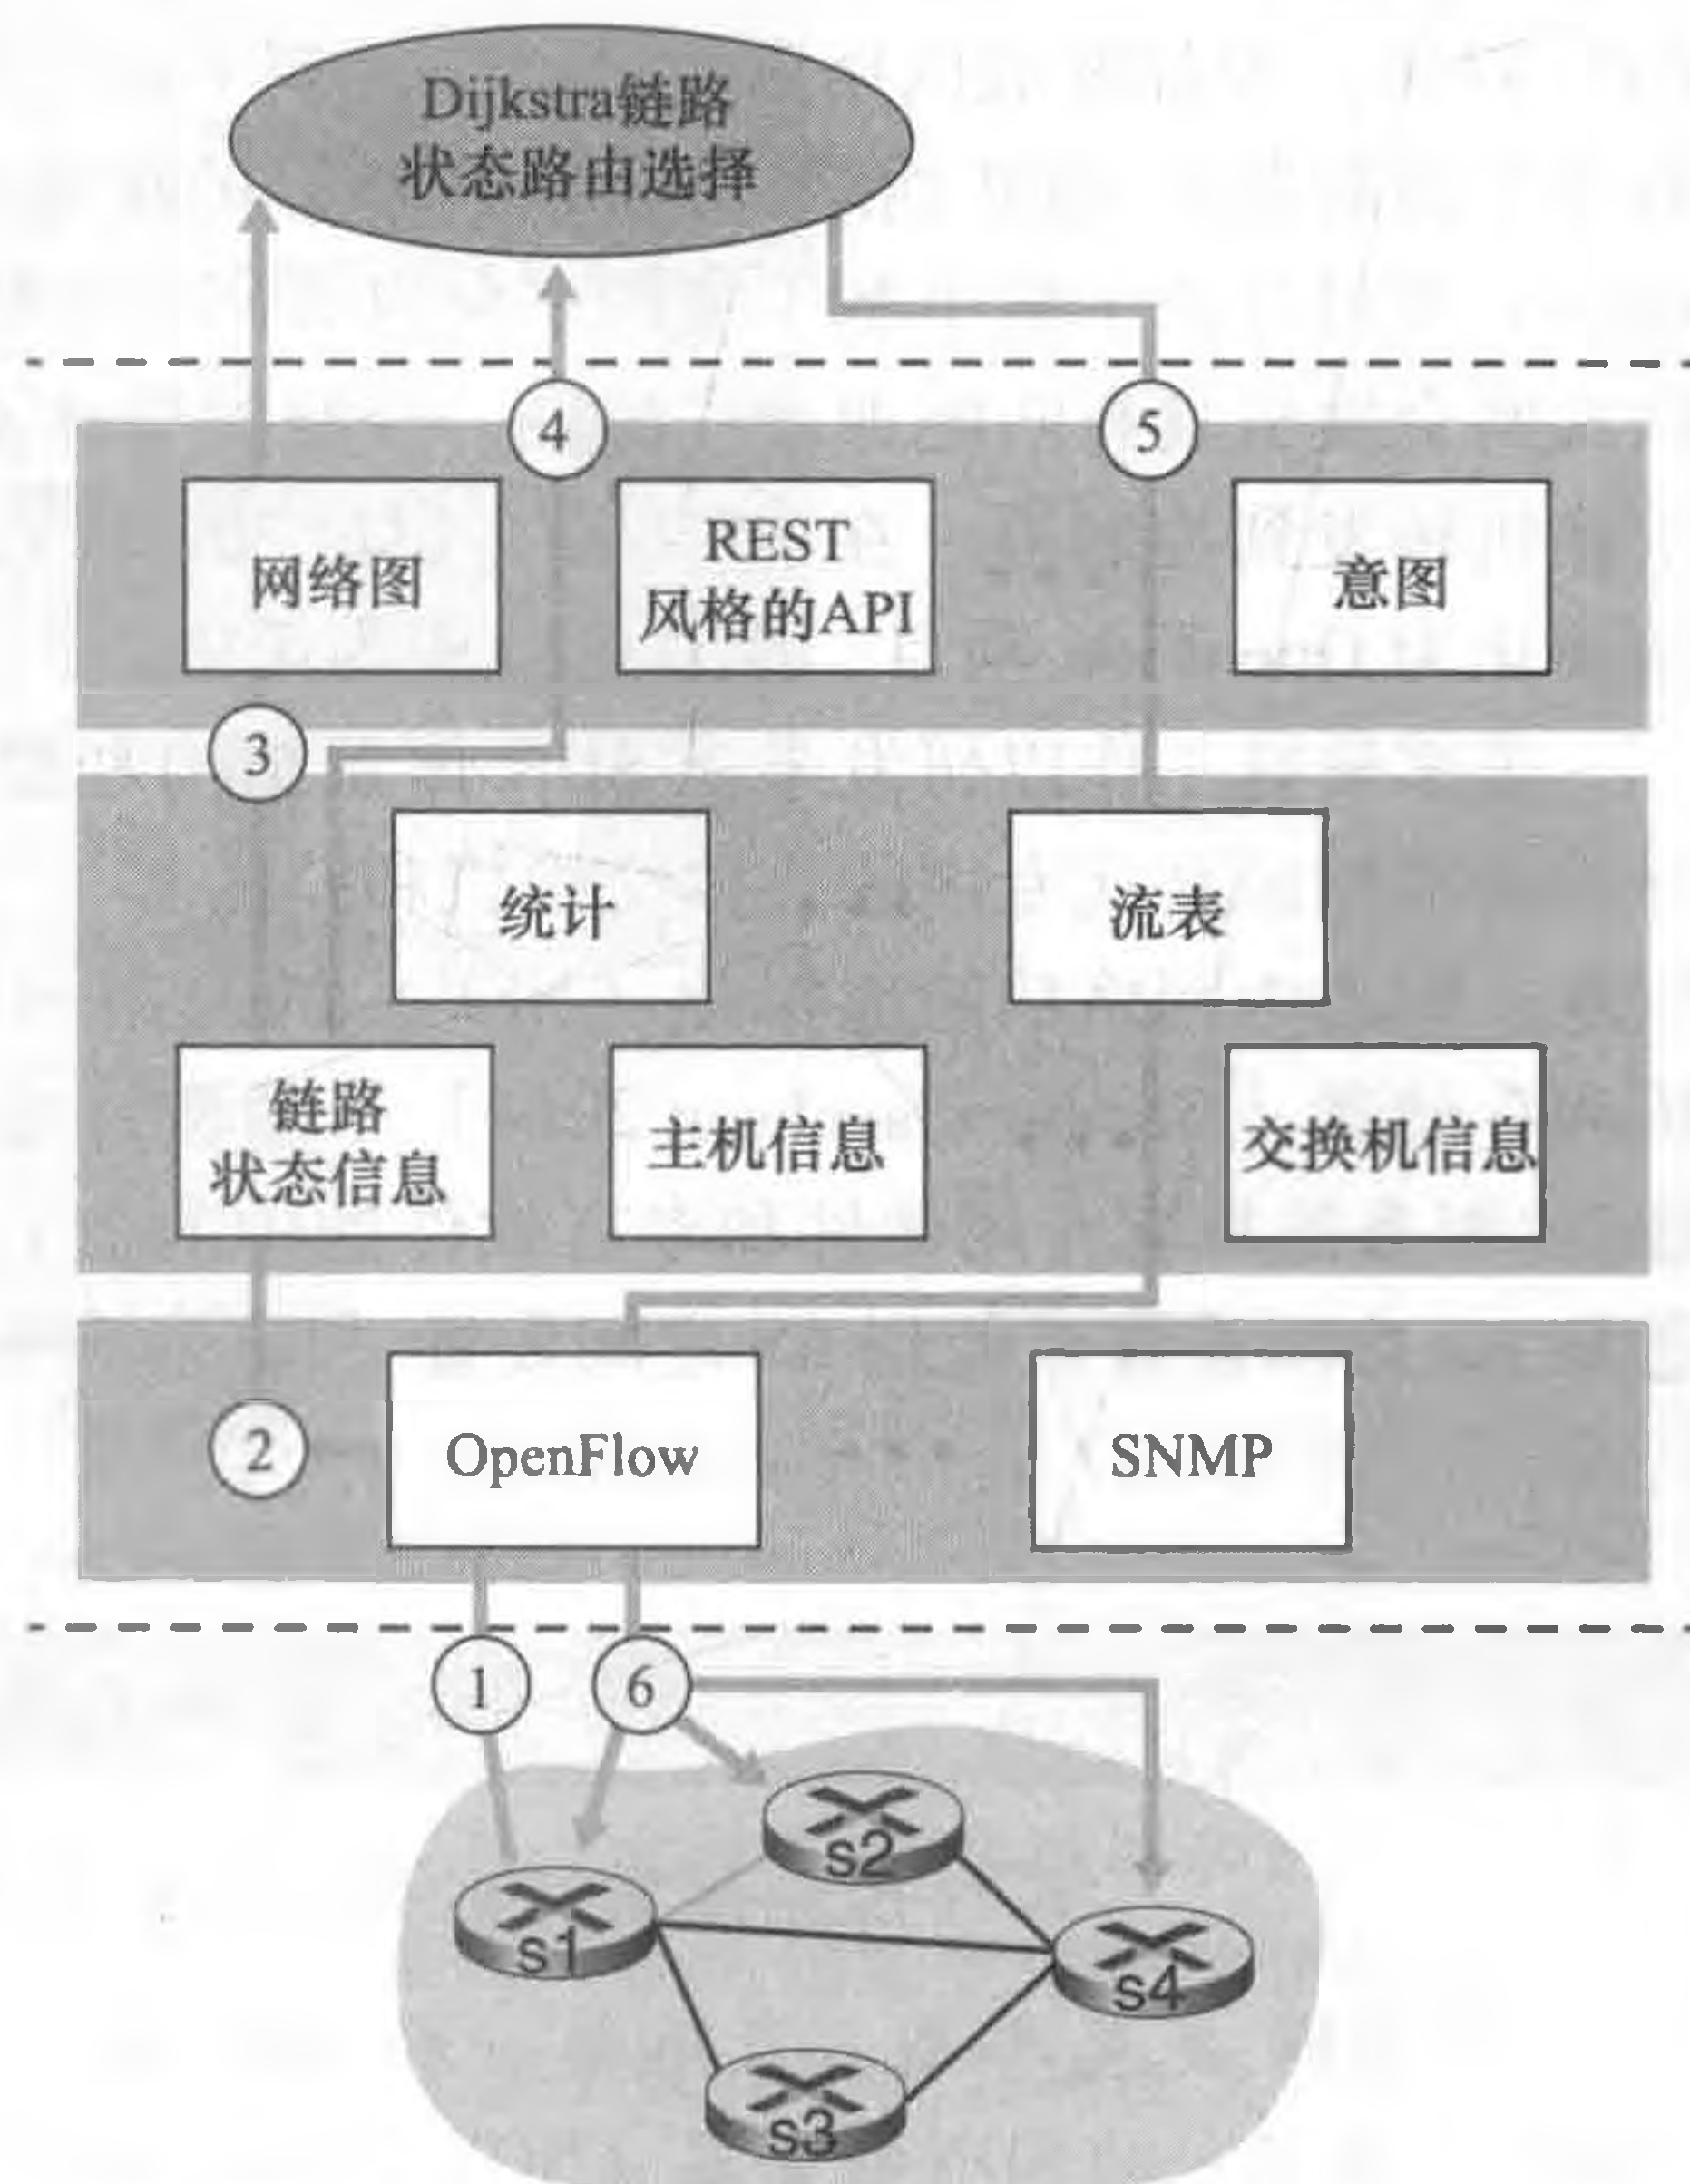 Dijkstra链路
状态路由选择
4
5
网络图
REST
风格的API
意图
3
统计
流表
链路
状态信息
主机信息
交换机信息
2
OpenFlow
SNMP
1
6
s2
s1
s4
s3